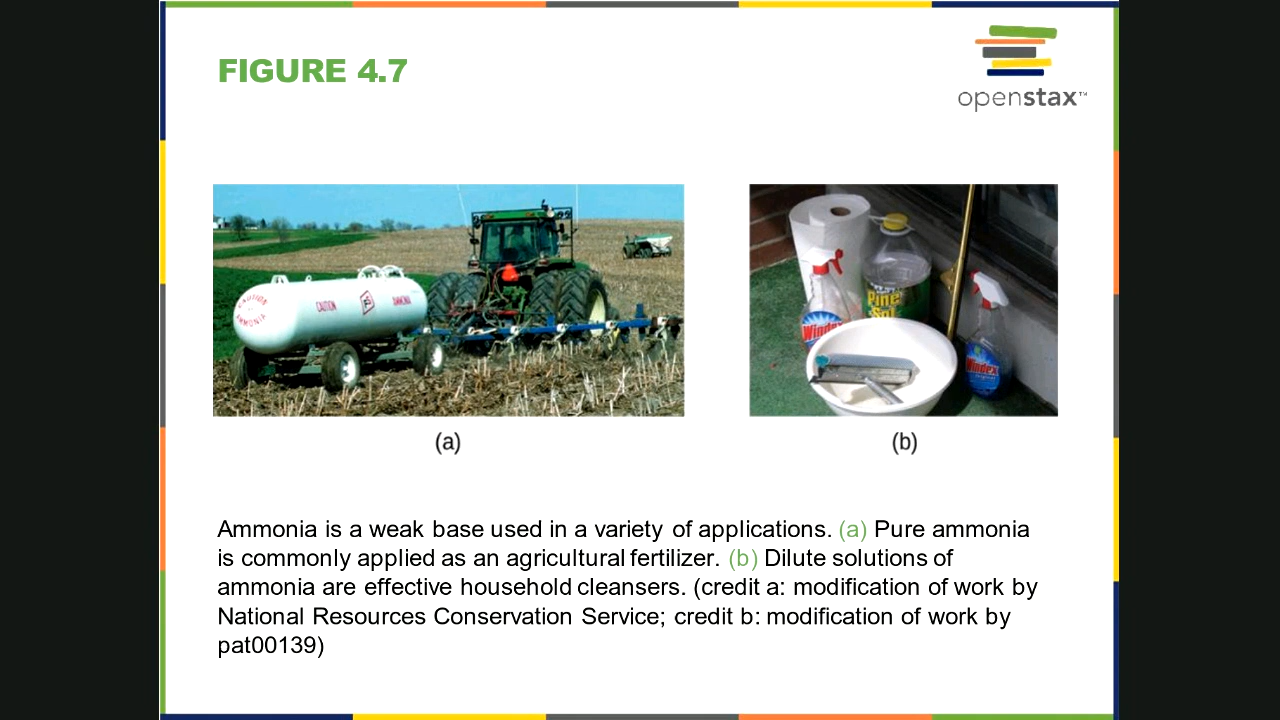 FIGURE 4.7
openstax™
CAUTION
AMMONIA
CAUTION
AMMONIA
Pine
Sol
Windex
Windex
(a)
(b)
Ammonia is a weak base used in a variety of applications. (a) Pure ammonia
is commonly applied as an agricultural fertilizer. (b) Dilute solutions of
ammonia are effective household cleansers. (credit a: modification of work by
National Resources Conservation Service; credit b: modification of work by
pat00139)